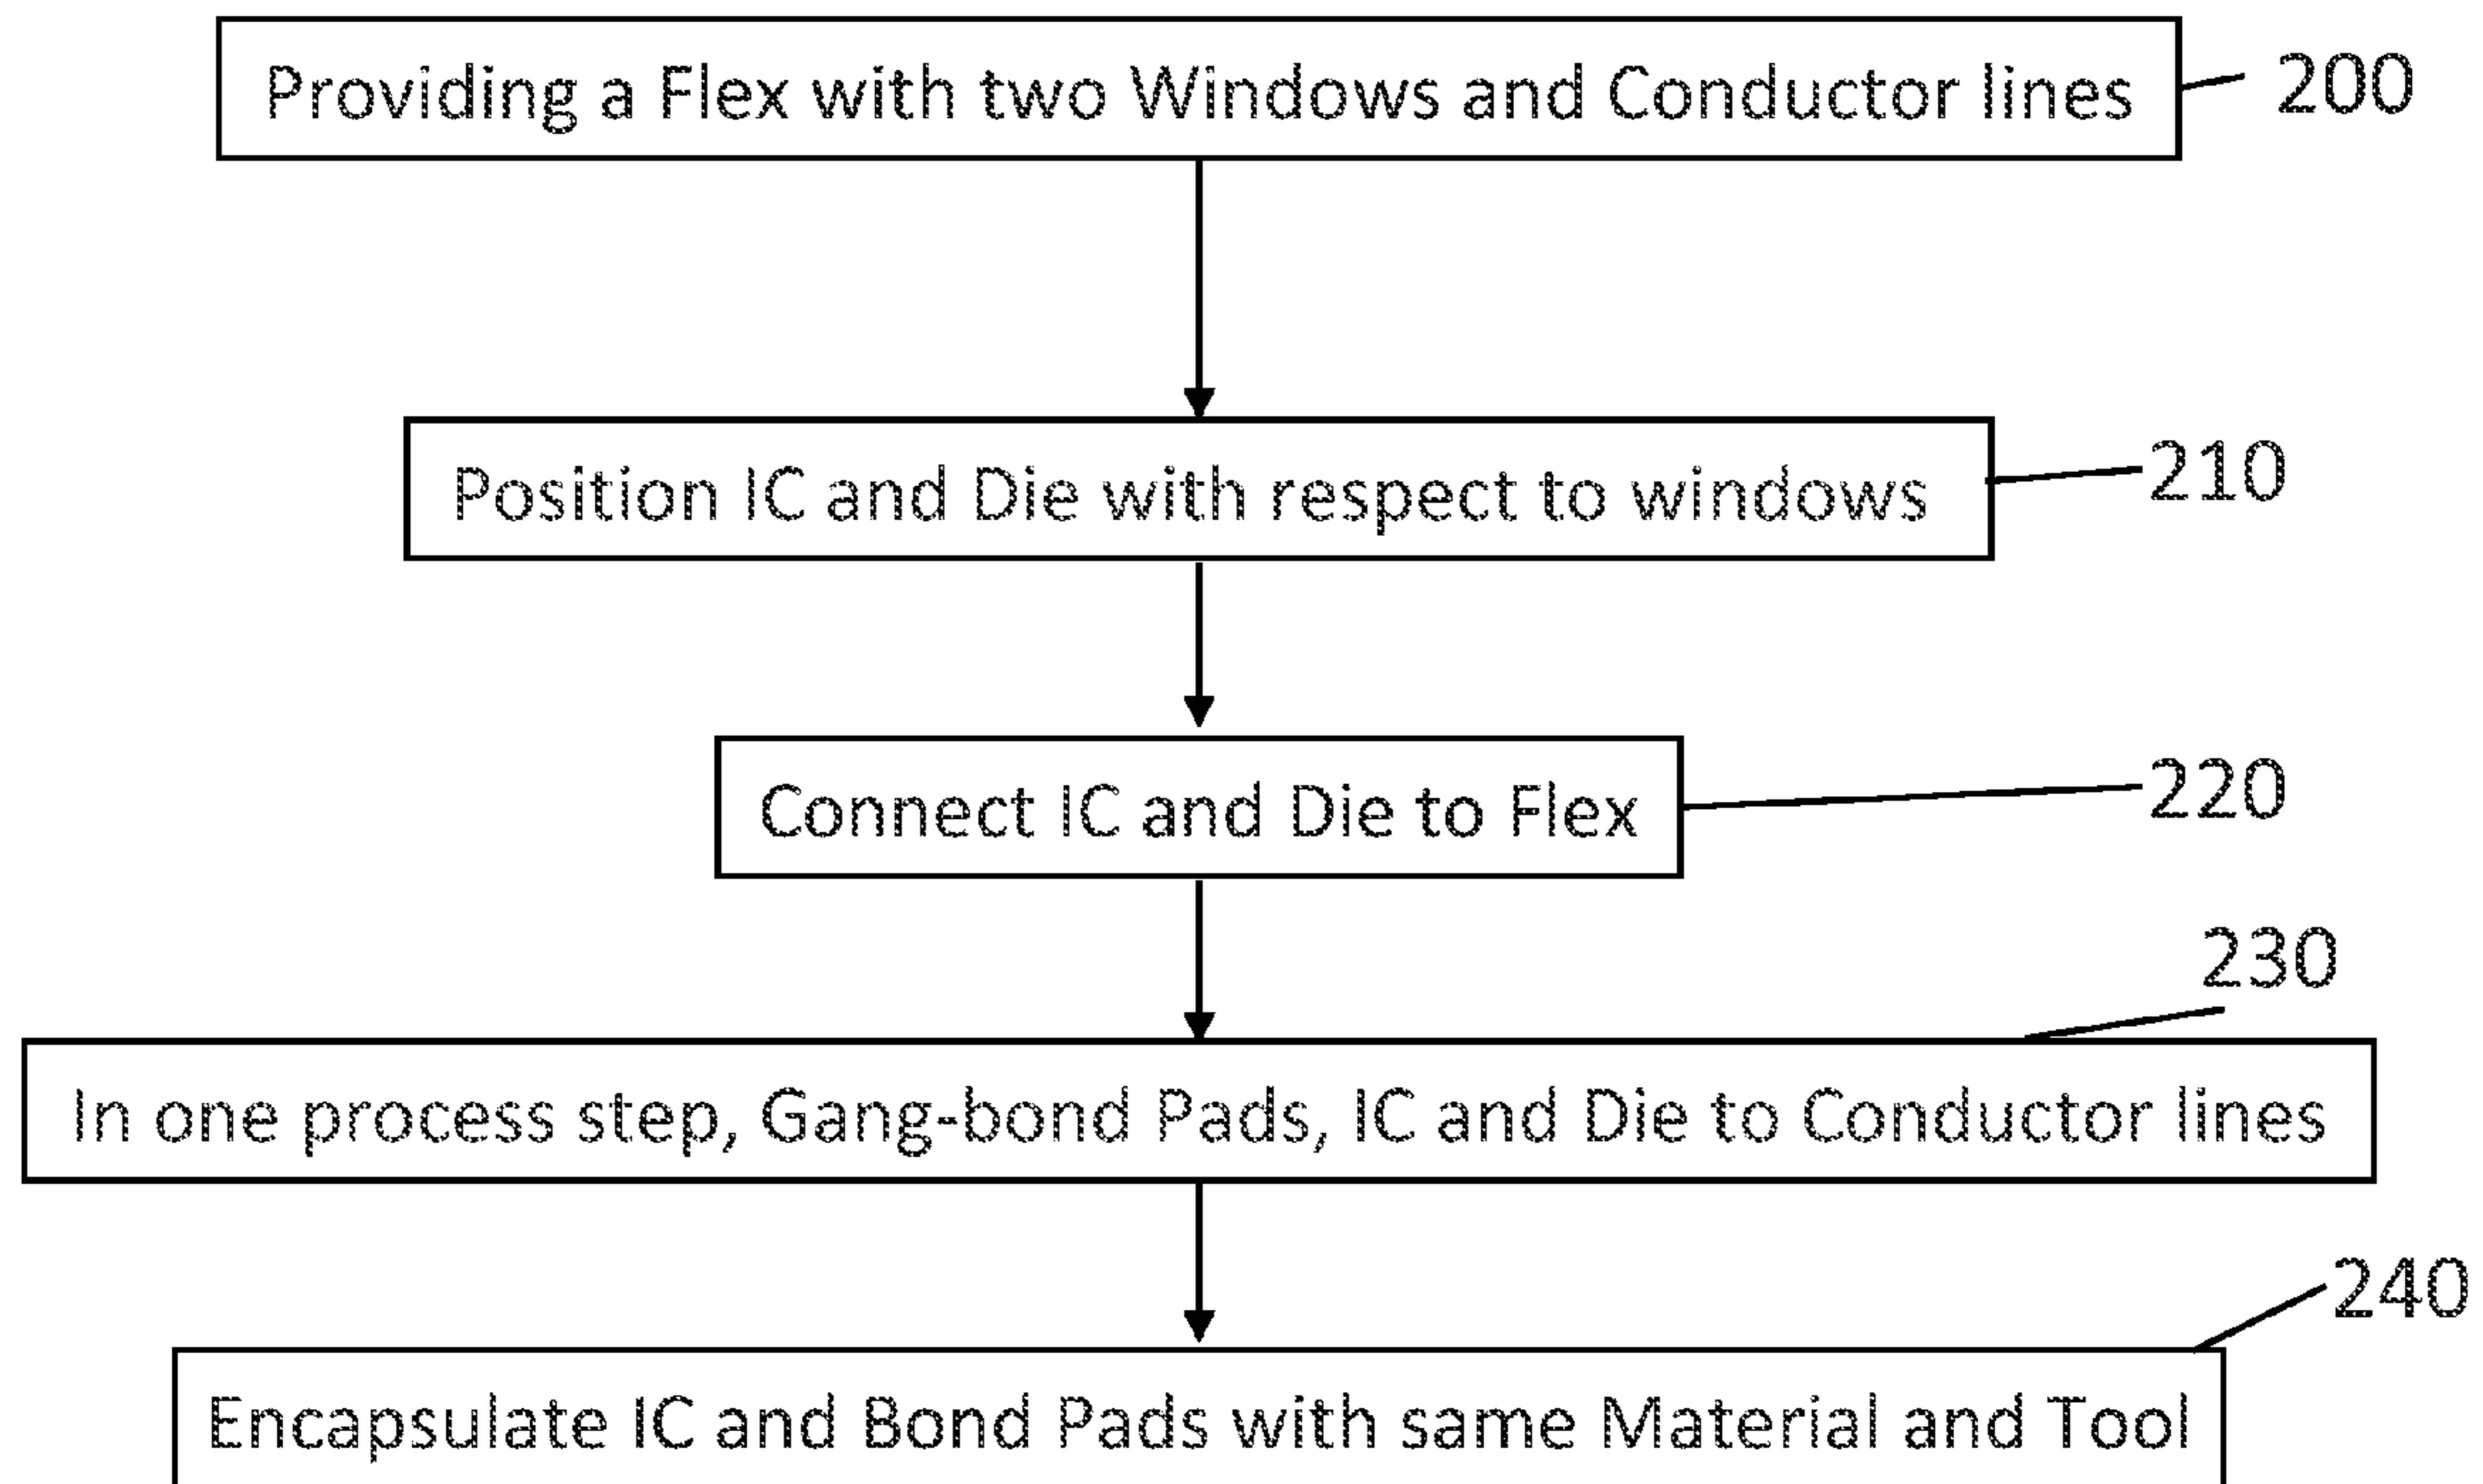 Providing a Flex with two Windows and Conductor lines 200
Position IC and Die with respect to windows 210
Connect IC and Die to Flex 220
230
In one process step, Gang-bond Pads, IC and Die to Conductor lines
240
Encapsulate IC and Bond Pads with same Material and Tool